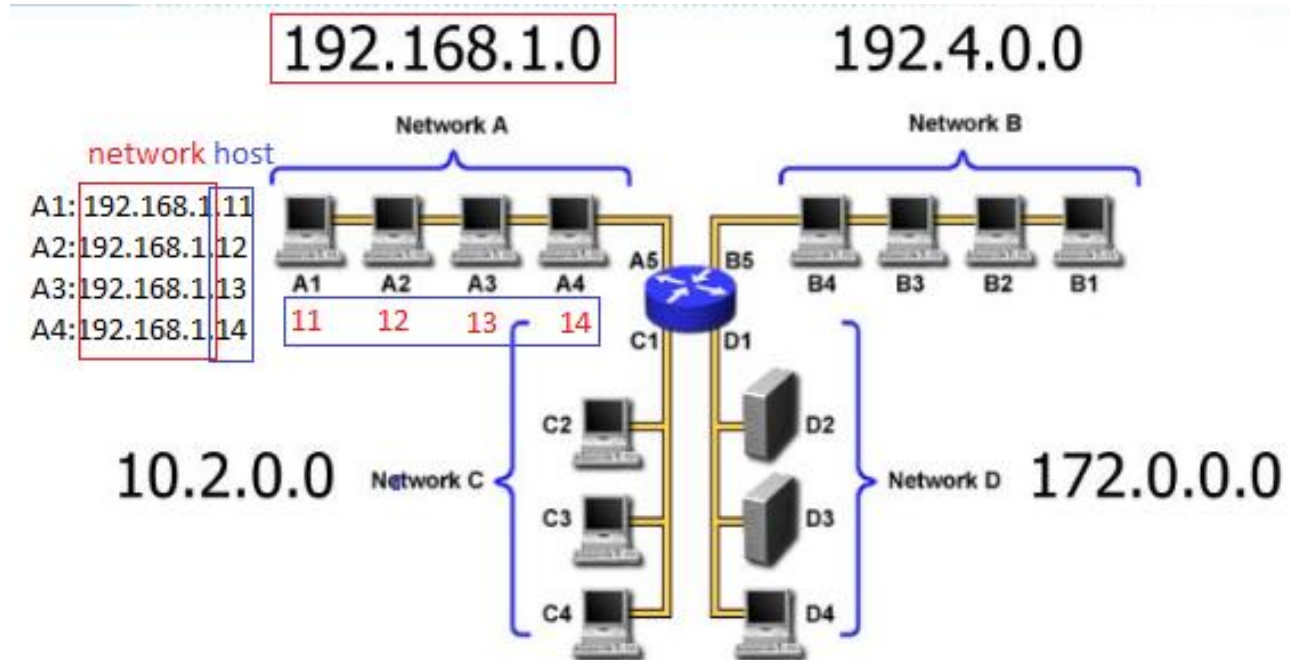 192.168.1.0
192.4.0.0
Network A
Network B
network host
A1: 192.168.1.11
A2:192.168.1.12
A3:192.168.1.13
A4:192.168.1.14
A1 A2 A3 A4
11 12 13 14
A5 B5
B4 B3 B2 B1
C1 D1
C2
D2
10.2.0.0
Network C
Network D
172.0.0.0
C3
D3
C4
D4